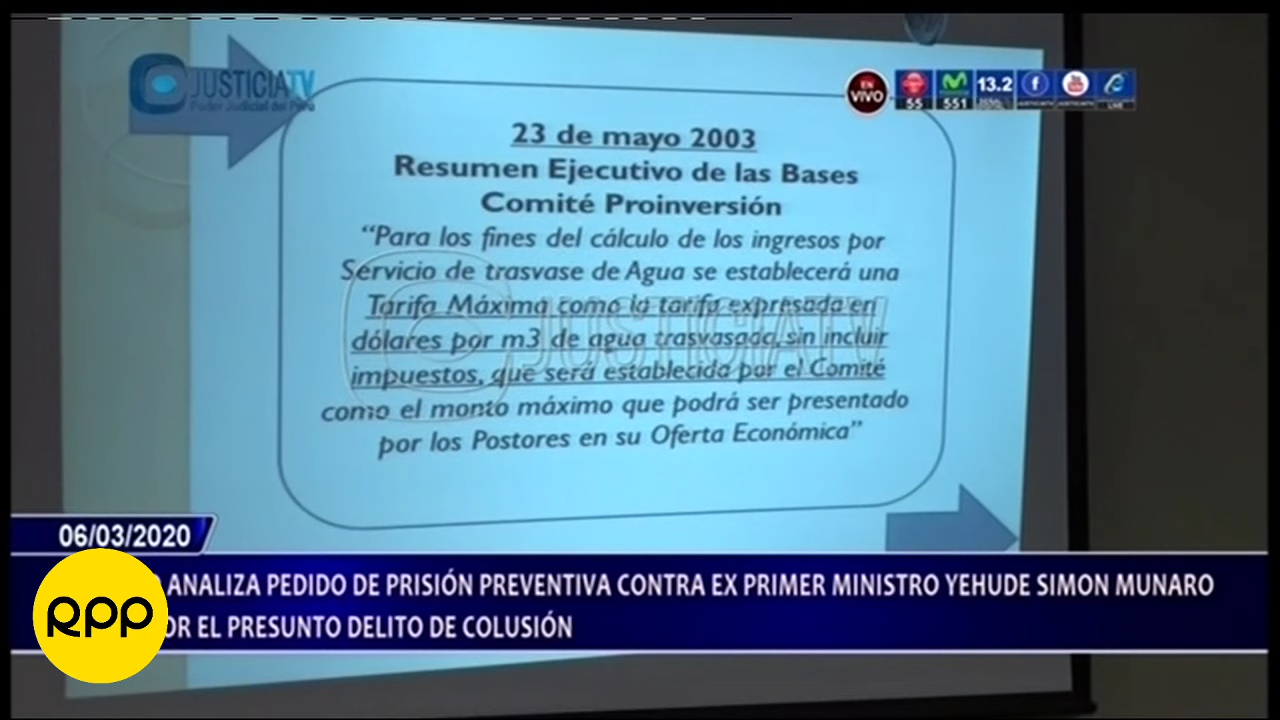 JUSTICIATV
Poder Judicial del Perú
EN VIVO
55
551
13.2
JUSTICIATV
JUSTICIATV
LIVE
23 de mayo 2003
Resumen Ejecutivo de las Bases
Comité Proinversión
“Para los fines del cálculo de los ingresos por
Servicio de trasvase de Agua se establecerá una
Tarifa Máxima como la tarifa expresada en
dólares por m3 de agua trasvasada, sin incluir
impuestos, que será establecida por el Comité
como el monto máximo que podrá ser presentado
por los Postores en su Oferta Económica”
JUSTICIATV
06/03/2020
ANALIZA PEDIDO DE PRISIÓN PREVENTIVA CONTRA EX PRIMER MINISTRO YEHUDE SIMON MUNARO
OR EL PRESUNTO DELITO DE COLUSIÓN
RPP